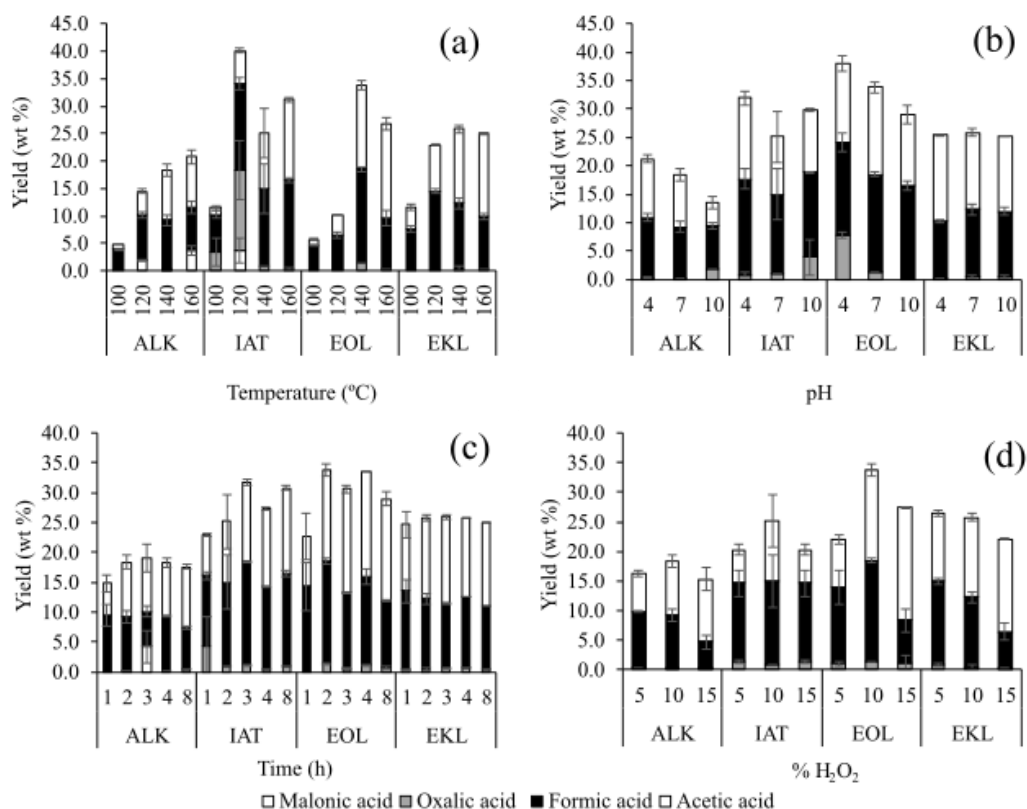 (a)
Yield (wt %)
45.0
40.0
35.0
30.0
25.0
20.0
15.0
10.0
5.0
0.0
100 120 140 160 100 120 140 160 100 120 140 160 100 120 140 160
ALK IAT EOL EKL
Temperature (ºC)
(b)
Yield (wt %)
45.0
40.0
35.0
30.0
25.0
20.0
15.0
10.0
5.0
0.0
4 7 10 4 7 10 4 7 10 4 7 10
ALK IAT EOL EKL
pH
(c)
Yield (wt %)
40.0
35.0
30.0
25.0
20.0
15.0
10.0
5.0
0.0
1 2 3 4 8 1 2 3 4 8 1 2 3 4 8 1 2 3 4 8
ALK IAT EOL EKL
Time (h)
(d)
Yield (wt %)
40.0
35.0
30.0
25.0
20.0
15.0
10.0
5.0
0.0
5 10 15 5 10 15 5 10 15 5 10 15
ALK IAT EOL EKL
% H₂O₂
Malonic acid Oxalic acid Formic acid Acetic acid